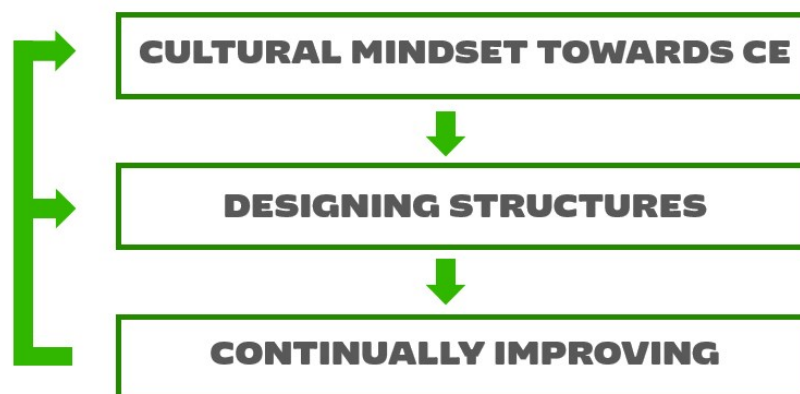 CULTURAL MINDSET TOWARDS CE
DESIGNING STRUCTURES
CONTINUALLY IMPROVING